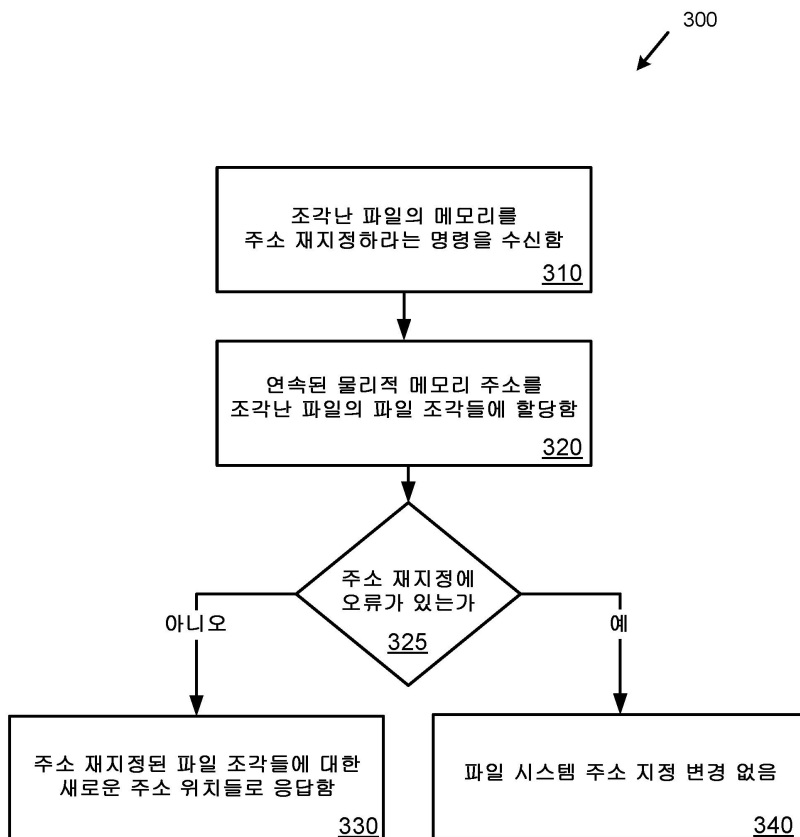 300
조각난 파일의 메모리를
주소 재지정하라는 명령을 수신함
310
연속된 물리적 메모리 주소를
조각난 파일의 파일 조각들에 할당함
320
주소 재지정에
오류가 있는가
325
아니오
예
주소 재지정된 파일 조각들에 대한
새로운 주소 위치들로 응답함
330
파일 시스템 주소 지정 변경 없음
340